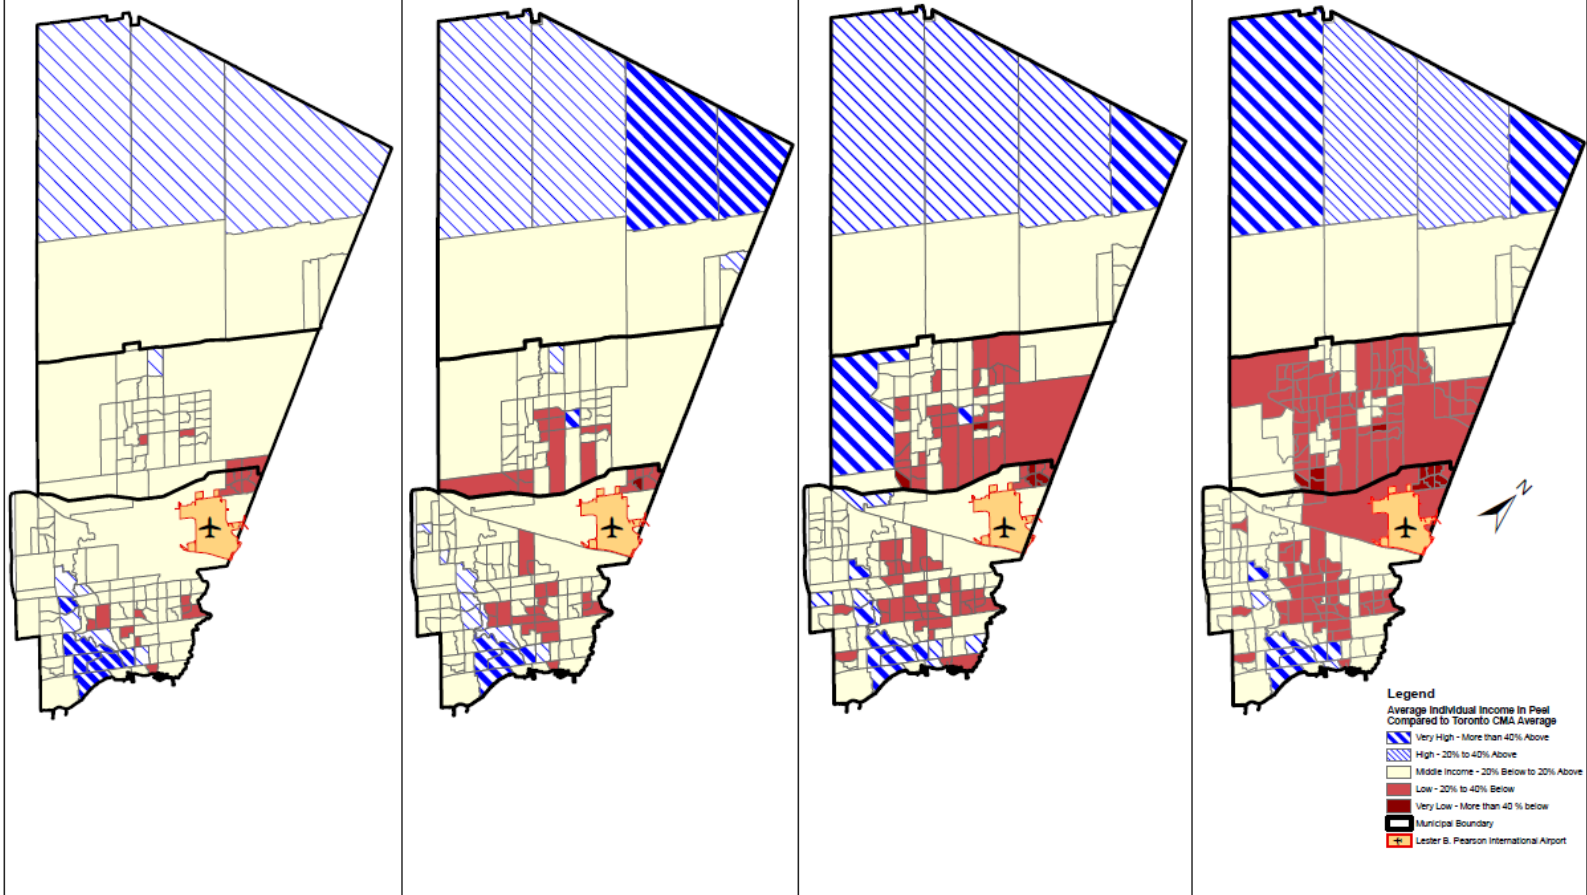 N
Legend
Average Individual Income in Peel
Compared to Toronto CMA Average
Very High - More than 40% Above
High - 20% to 40% Above
Middle Income - 20% Below to 20% Above
Low - 20% to 40% Below
Very Low - More than 40 % below
Municipal Boundary
Lester B. Pearson International Airport